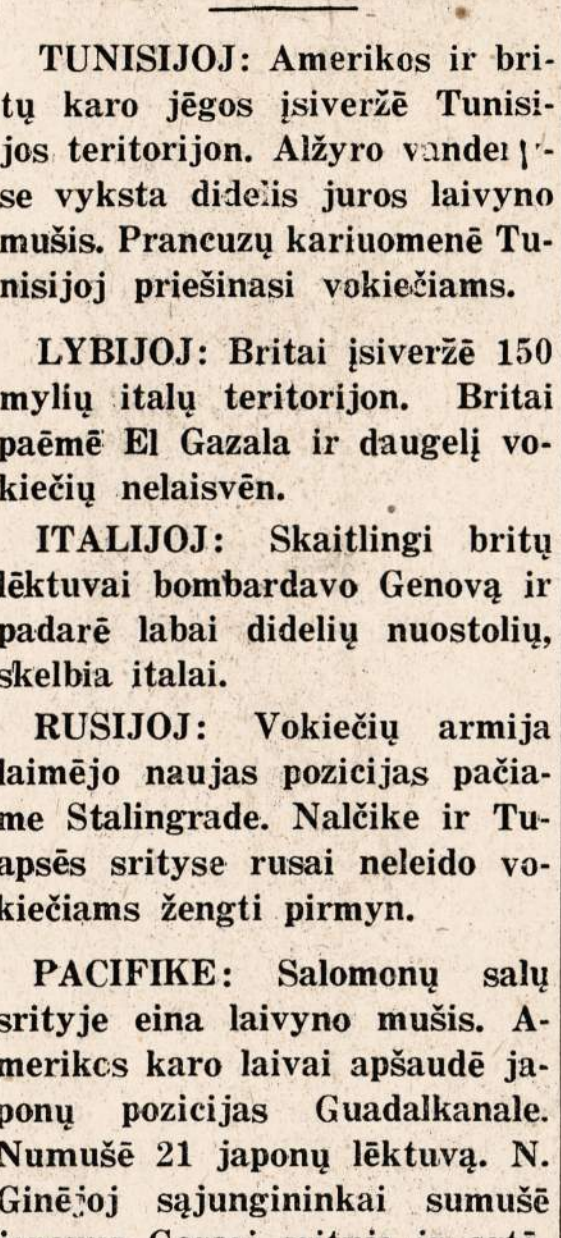 TUNISIJOJ: Amerikos ir bri-
tų karo jēgos įsiveržē Tunisi-
jos teritorijon. Alžyro
se vyksta didelis juros laivyno
mušis. Prancuzų kariuomenē Tu-
nisijoj priešinasi vokiečiams.
LYBIJOJ: Britai įsiveržē 150
mylių italų teritorijon. Britai
paēmē El Gazala ir daugelį vo-
kiečių nelaisvēn.
ITALIJOJ: Skaitlingi britų
lēktuvai bombardavo Genovą ir
padarē labai didelių nuostolių,
skelbia italai.
RUSIJOJ: Vokiečių armija
laimējo naujas pozicijas pačia-
me Stalingrade. Nalčike ir Tu-
apsēs srityse rusai neleido vo-
kiečiams žengti pirmyn.
PACIFIKE: Salomonų salų
srityje eina laivyno mušis. A-
merikos karo laivai apšaudē ja-
ponų pozicijas Guadalkanale.
Numušē 21 japonų lēktuvą. N.
Ginējoj sąjungininkai sumušē